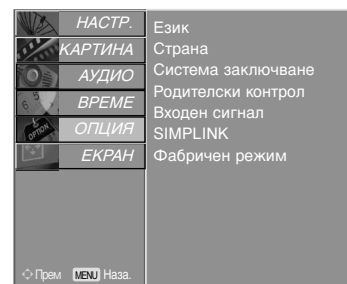 НАСТР.
КАРТИНА
АУДИО
ВРЕМЕ
ОПЦИЯ
ЕКРАН
Език
Страна
Система заключване
Родителски контрол
Входен сигнал
SIMPLINK
Фабричен режим
Прем MENU Наза.